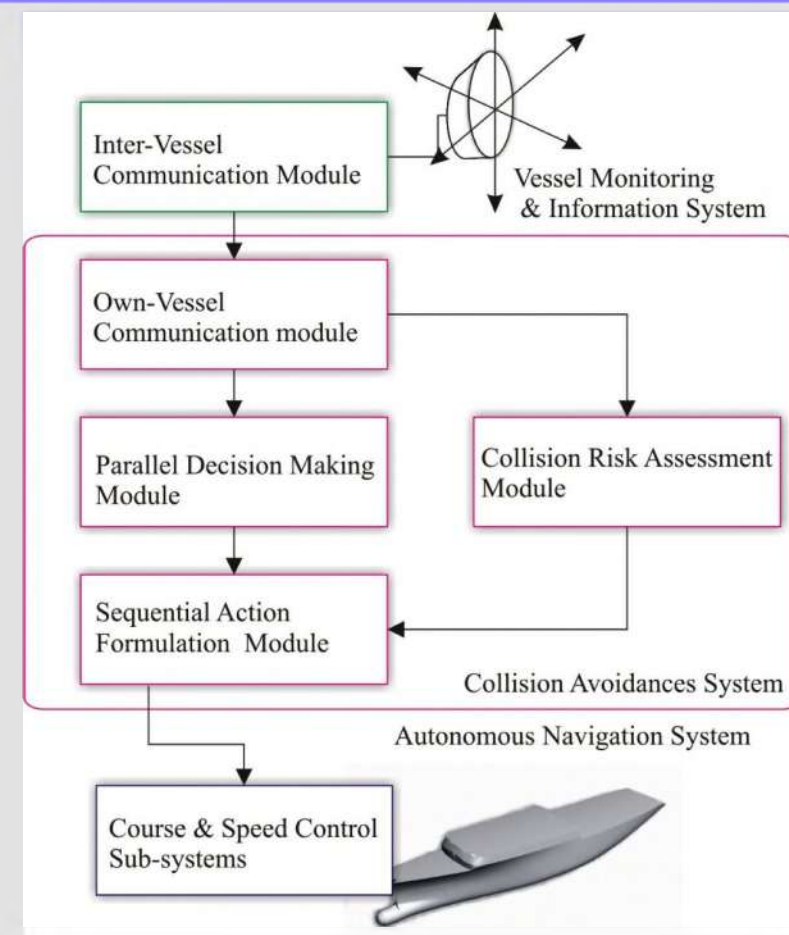 Inter-Vessel
Communication Module
Vessel Monitoring
& Information System
Own-Vessel
Communication module
Parallel Decision Making
Module
Collision Risk Assessment
Module
Sequential Action
Formulation Module
Collision Avoidances System
Autonomous Navigation System
Course & Speed Control
Sub-systems